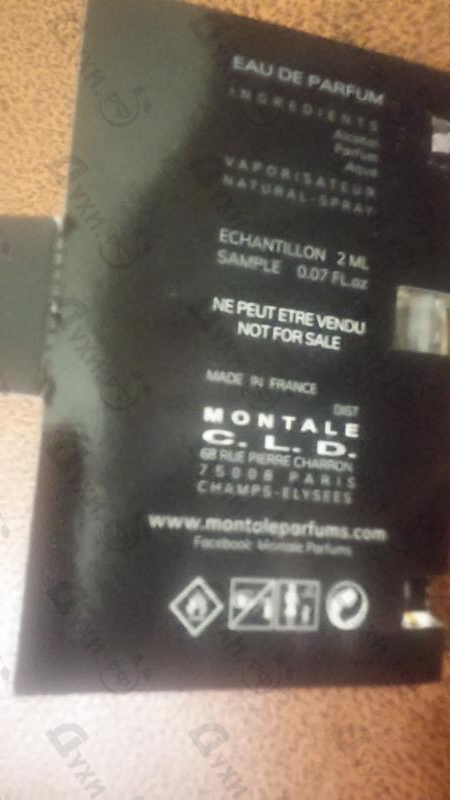 EAU DE PARFUM
INGREDIENTS
Alcohol
Parfum
Aqua
VAPORISATEUR
NATURAL-SPRAY
ECHANTILLON 2 ML
SAMPLE 0.07 FL.oz
NE PEUT ETRE VENDU
NOT FOR SALE
MADE IN FRANCE
DIST
MONTALE
C. L. D.
68 RUE PIERRE CHARRON
75008 PARIS
CHAMPS-ELYSEES
www.montaleparfums.com
Facebook: Montale Parfums
Духи.рф